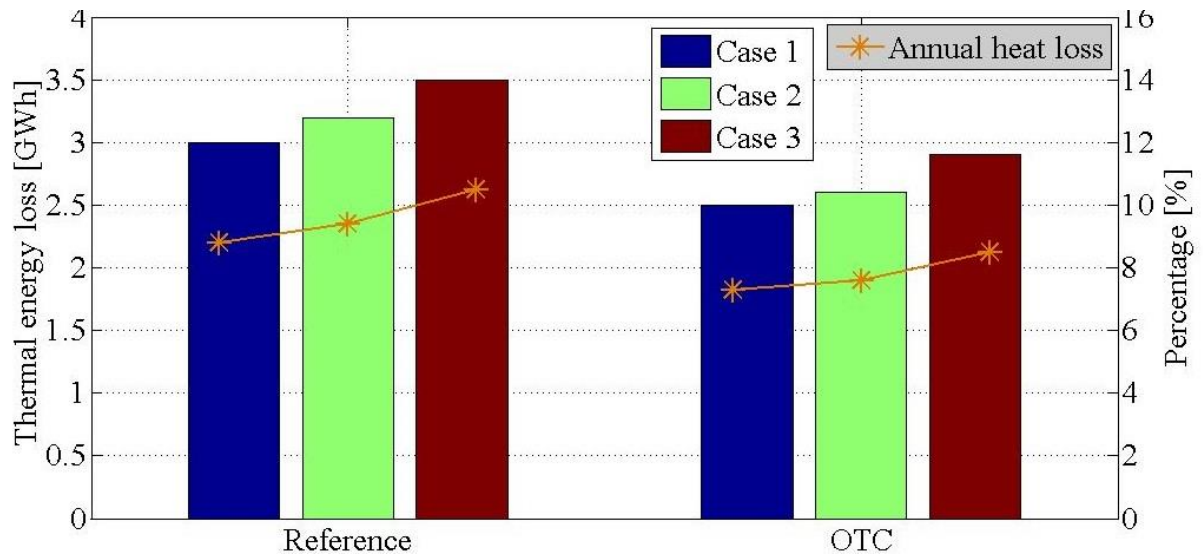 Thermal energy loss [GWh]
4
3.5
3
2.5
2
1.5
1
0.5
0
Case 1
Case 2
Case 3
Annual heat loss
16
14
12
10
8
6
4
2
0
Percentage [%]
Reference
OTC